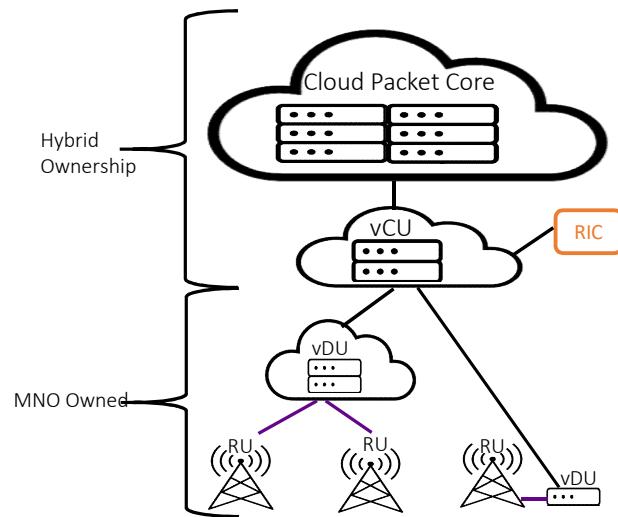 Cloud Packet Core
Hybrid
Ownership
vCU
RIC
vDU
MNO Owned
RU
RU
RU
vDU